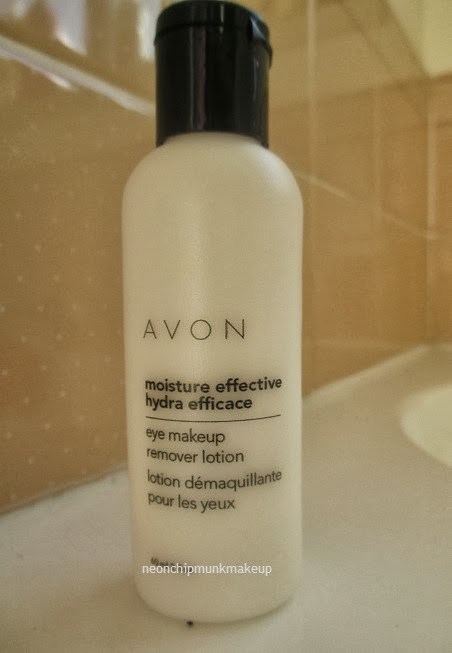 AVON
moisture effective
hydra efficace
eye makeup
remover lotion
lotion démaquillante
pour les yeux
neonchipmunkmakeup